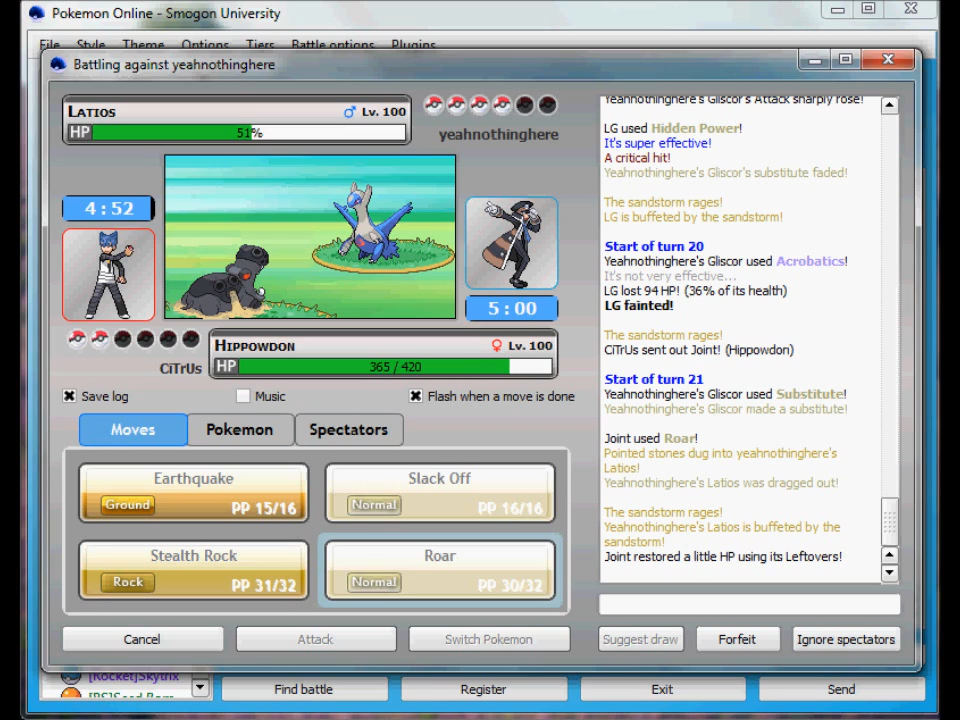 Pokemon Online - Smogon University
File Style Theme Options Tiers Battle options Plugins
Battling against yeahnothinghere
LATIOS ♂ Lv. 100
HP 51%
yeahnothinghere
4:52
5:00
HIPPOWDON ♀ Lv. 100
HP 365 / 420
CiTrUs
Save log
Music
Flash when a move is done
Moves
Pokemon
Spectators
Earthquake
Ground PP 15/16
Slack Off
Normal PP 16/16
Stealth Rock
Rock PP 31/32
Roar
Normal PP 30/32
Cancel
Attack
Switch Pokemon
Yeahnothinghere's Gliscor's Attack sharply rose!
LG used Hidden Power!
It's super effective!
A critical hit!
Yeahnothinghere's Gliscor's substitute faded!
The sandstorm rages!
LG is buffeted by the sandstorm!
Start of turn 20
Yeahnothinghere's Gliscor used Acrobatics!
It's not very effective...
LG lost 94 HP! (36% of its health)
LG fainted!
The sandstorm rages!
CiTrUs sent out Joint! (Hippowdon)
Start of turn 21
Yeahnothinghere's Gliscor used Substitute!
Yeahnothinghere's Gliscor made a substitute!
Joint used Roar!
Pointed stones dug into yeahnothinghere's
Latios!
Yeahnothinghere's Latios was dragged out!
The sandstorm rages!
Yeahnothinghere's Latios is buffeted by the
sandstorm!
Joint restored a little HP using its Leftovers!
Suggest draw
Forfeit
Ignore spectators
[Rocket]Skytrix
Find battle
Register
Exit
Send